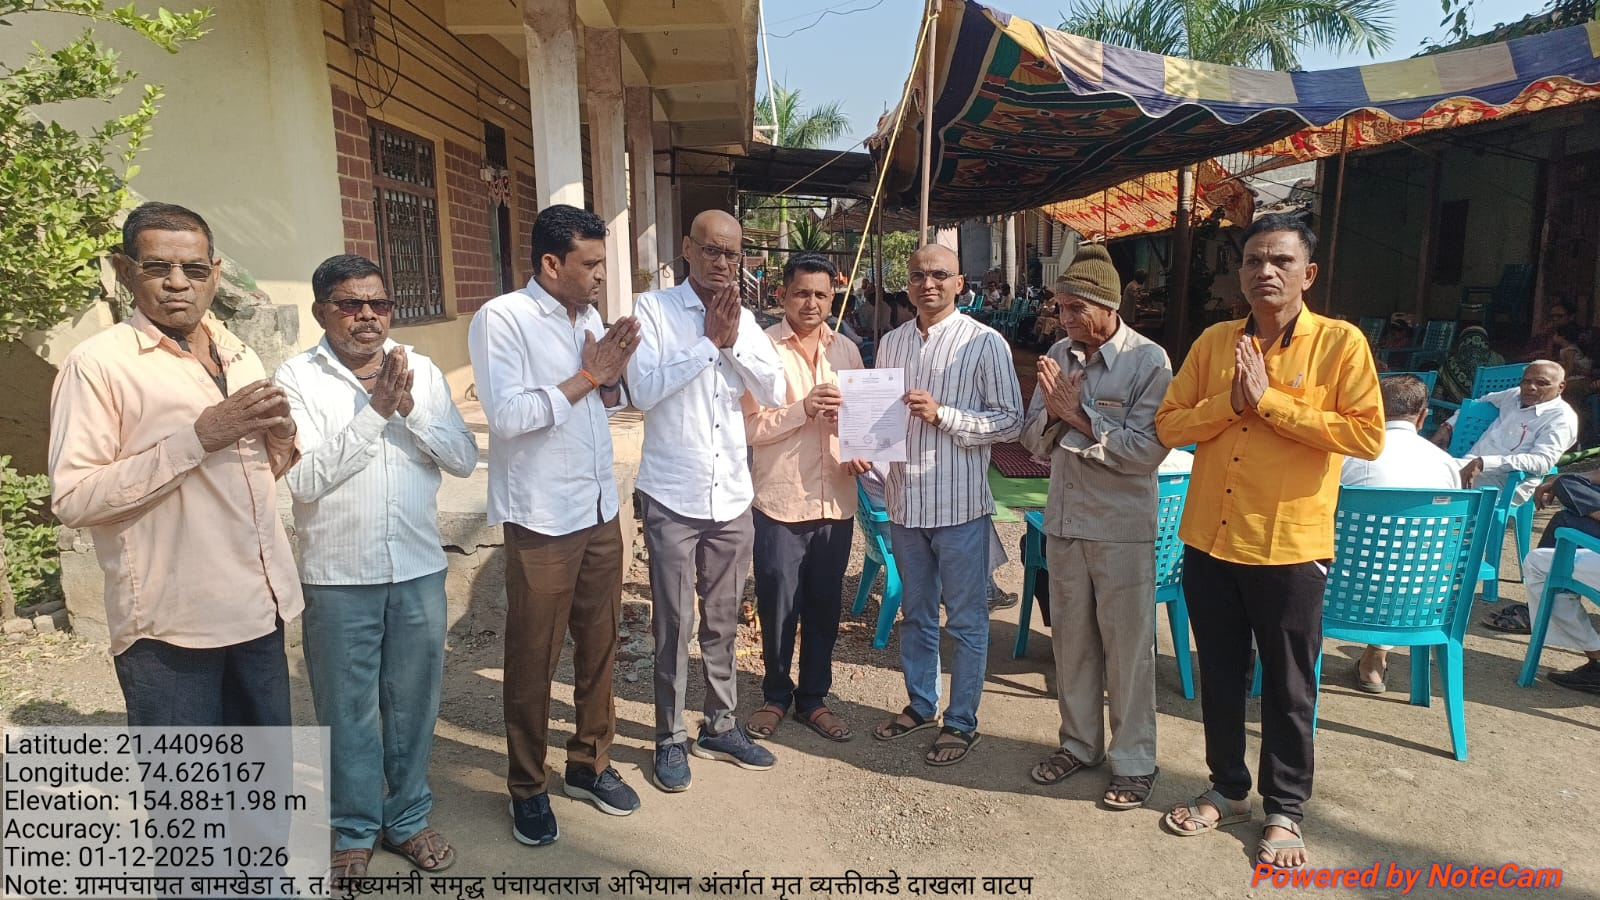 Latitude: 21.440968
Longitude: 74.626167
Elevation: 154.88±1.98 m
Accuracy: 16.62 m
Time: 01-12-2025 10:26
Note: ग्रामपंचायत बामखेडा त. त. मुख्यमंत्री समृद्ध पंचायतराज अभियान अंतर्गत मृत व्यक्तीकडे दाखला वाटप
Powered by NoteCam